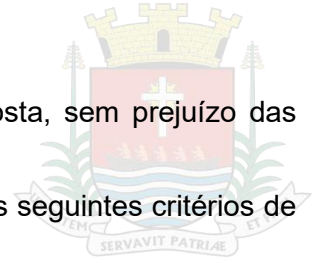 osta, sem prejuízo das
s seguintes critérios de
SERVAVIT PATRIAE